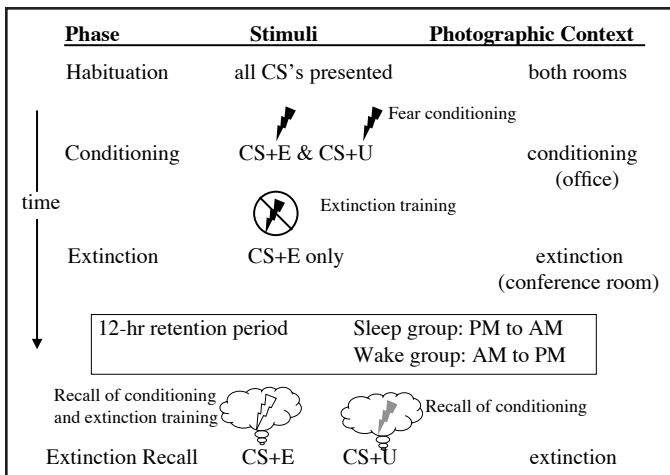 Phase Stimuli Photographic Context
Habituation all CS's presented both rooms
Fear conditioning
Conditioning CS+E & CS+U conditioning
(office)
time
Extinction training
Extinction CS+E only extinction
(conference room)
12-hr retention period Sleep group: PM to AM
Wake group: AM to PM
Recall of conditioning
and extinction training
Recall of conditioning
Extinction Recall CS+E CS+U extinction